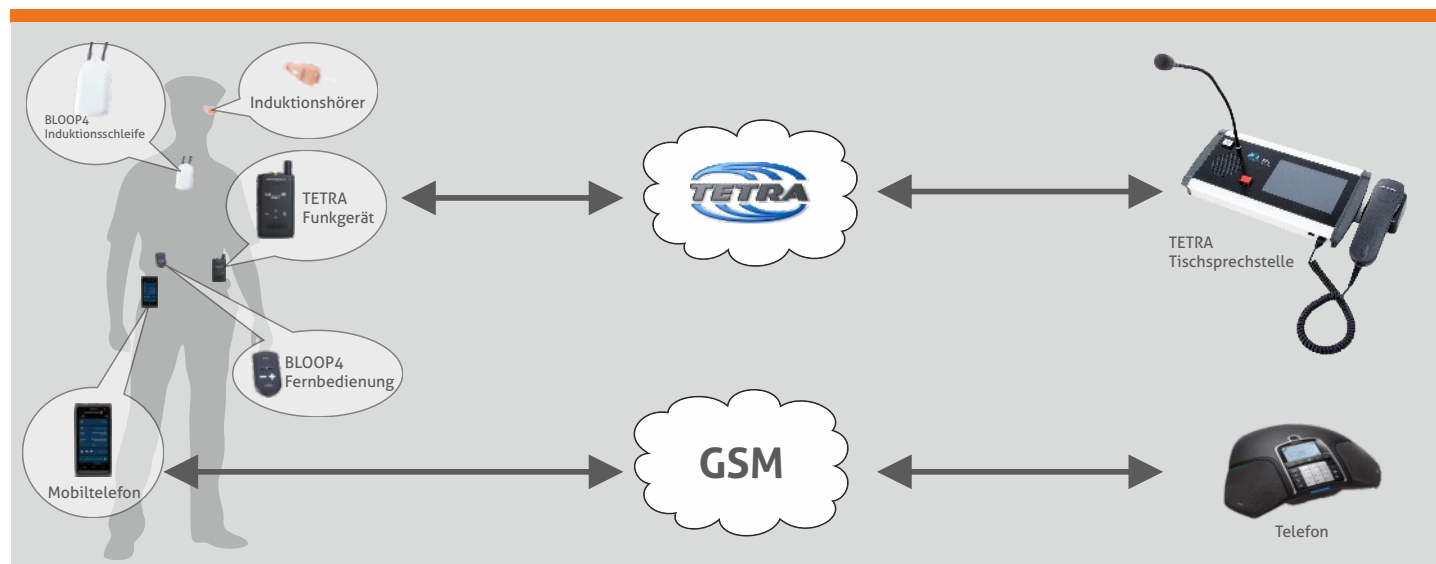 BLOOP4
Induktionsschleife
Induktionshörer
TETRA
Funkgerät
BLOOP4
Fernbedienung
Mobiltelefon
TETRA
GSM
TETRA
Tischsprechstelle
Telefon